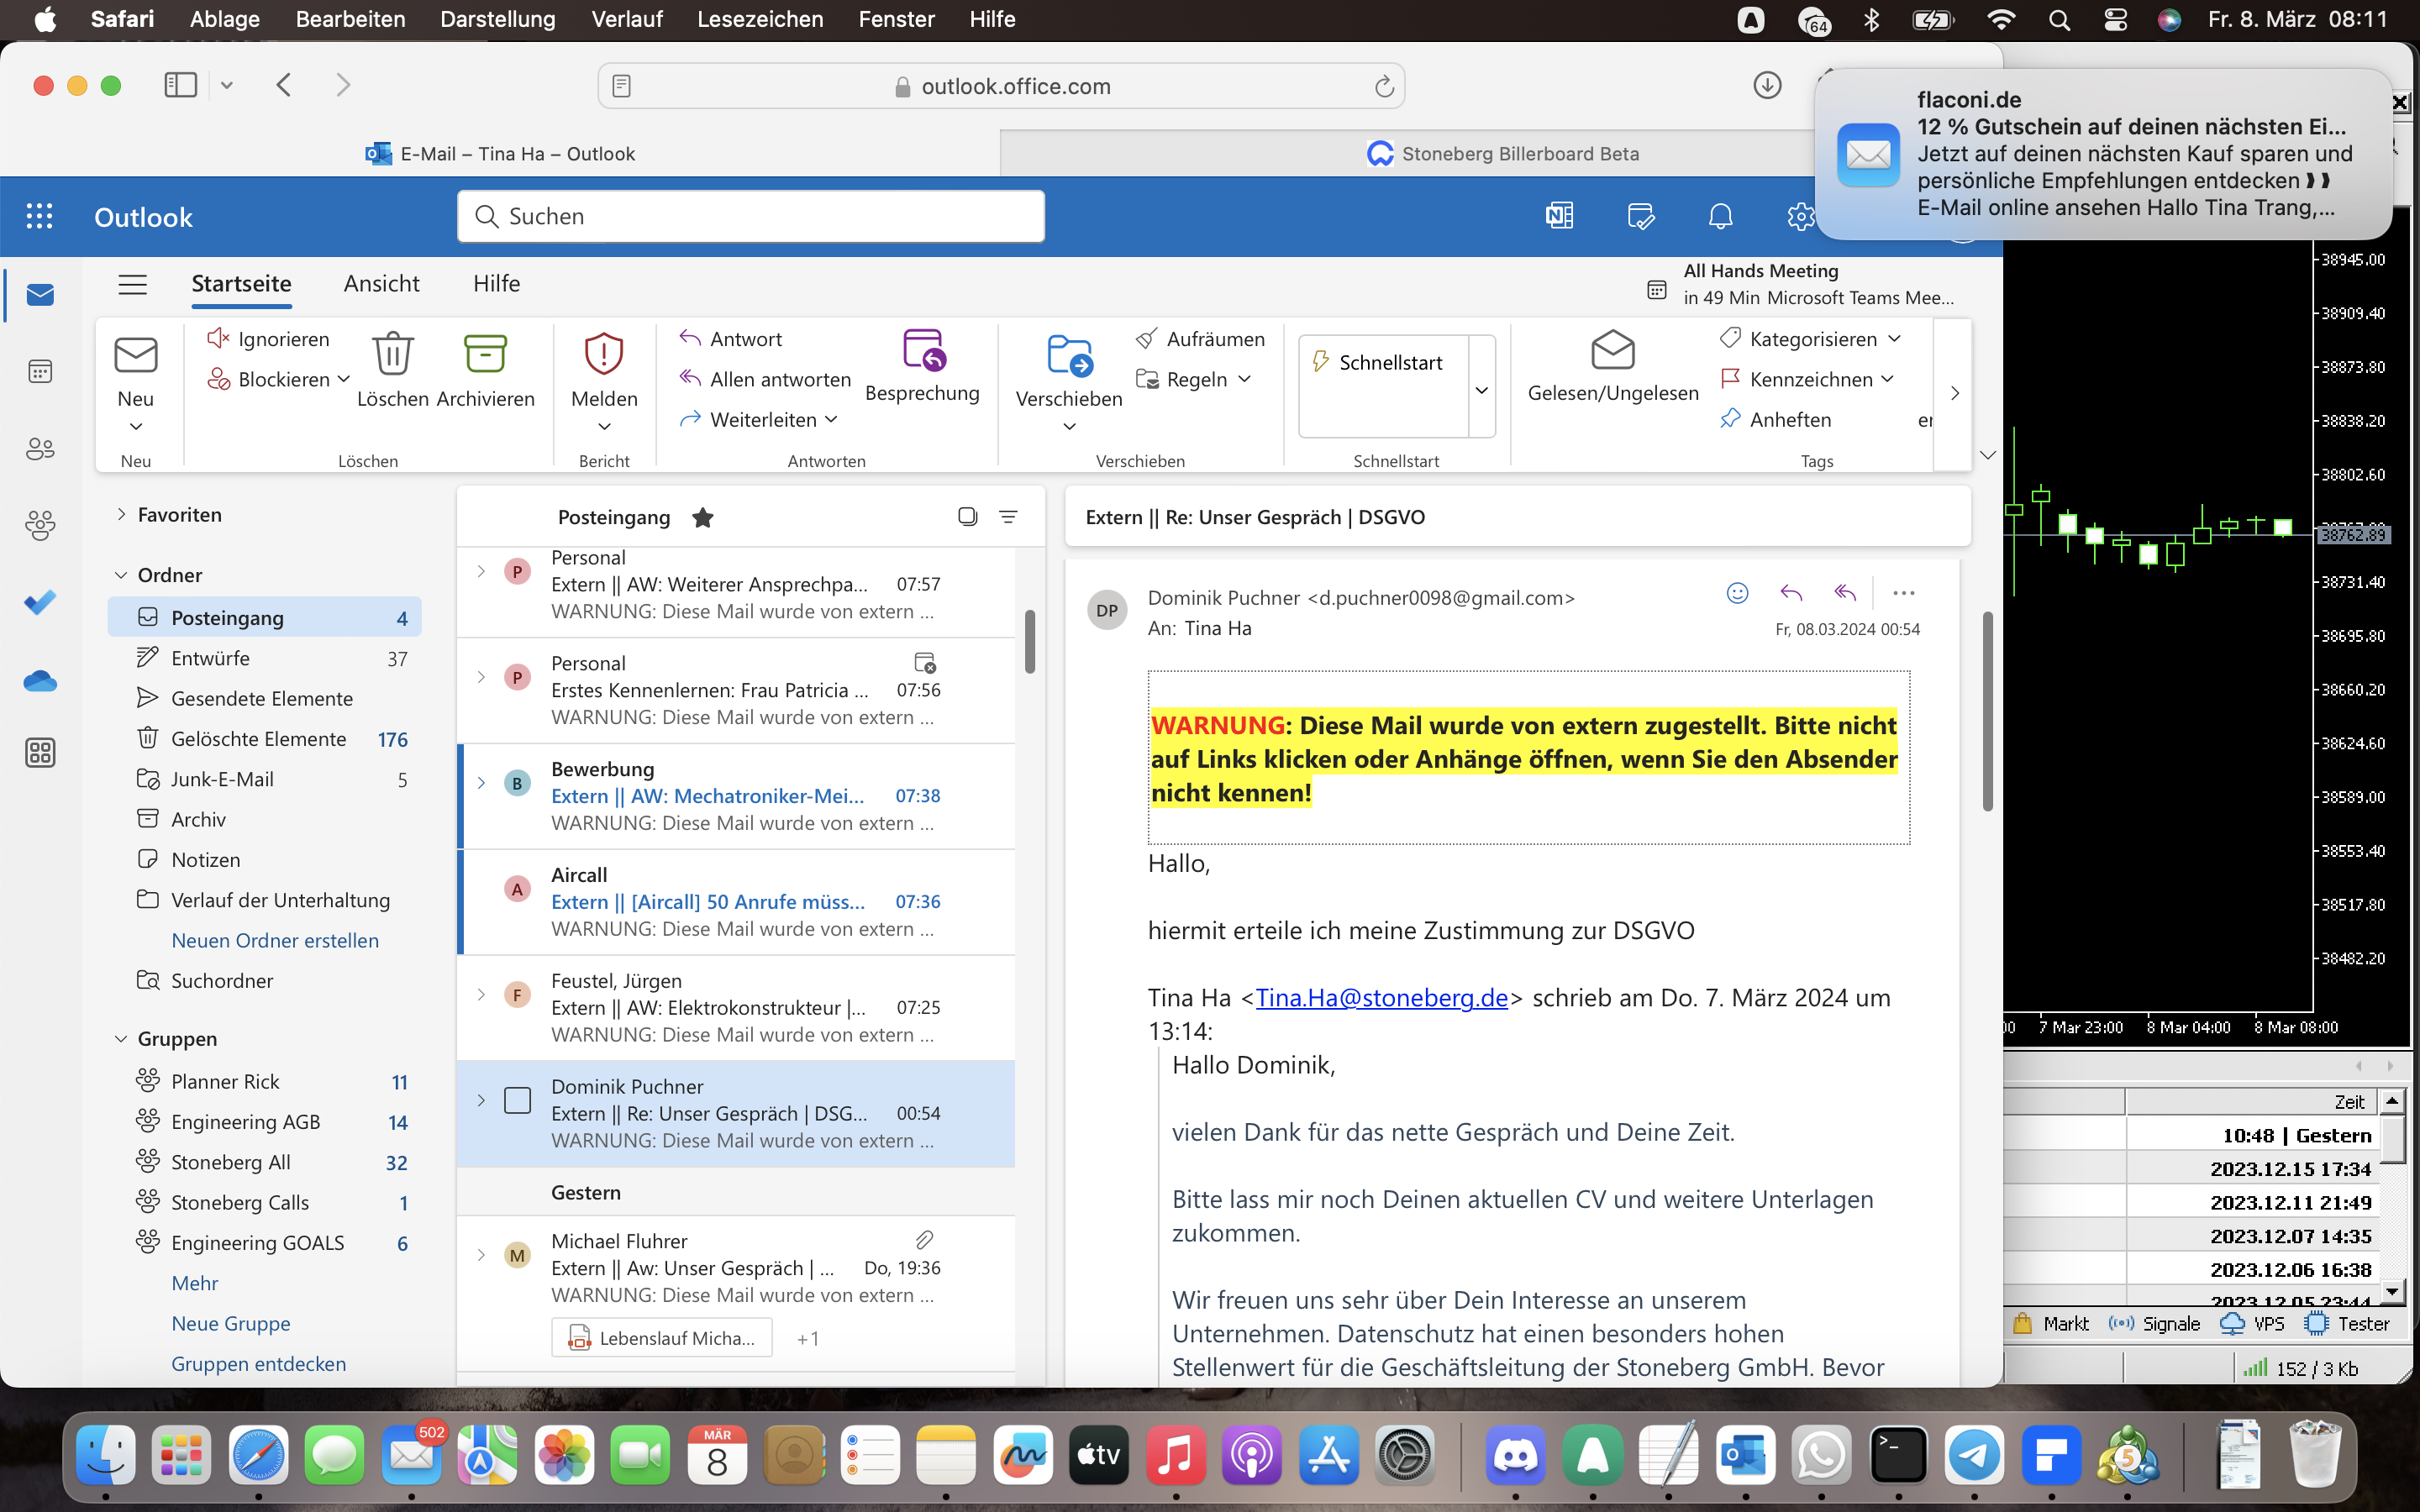 Safari Ablage Bearbeiten Darstellung Verlauf Lesezeichen Fenster Hilfe
64
Fr. 8. März 08:11
outlook.office.com
flaconi.de
12 % Gutschein auf deinen nächsten Ei...
Jetzt auf deinen nächsten Kauf sparen und
persönliche Empfehlungen entdecken
E-Mail online ansehen Hallo Tina Trang,...
E-Mail – Tina Ha – Outlook
Stoneberg Billerboard Beta
Outlook
Suchen
Startseite Ansicht Hilfe
All Hands Meeting
in 49 Min Microsoft Teams Mee...
Neu
Ignorieren
Blockieren
Löschen
Archivieren
Melden
Antwort
Allen antworten
Weiterleiten
Besprechung
Verschieben
Aufräumen
Regeln
Schnellstart
Gelesen/Ungelesen
Kategorisieren
Kennzeichnen
Anheften
Neu
Löschen
Bericht
Antworten
Verschieben
Schnellstart
Tags
Favoriten
Ordner
Posteingang 4
Entwürfe 37
Gesendete Elemente
Gelöschte Elemente 176
Junk-E-Mail 5
Archiv
Notizen
Verlauf der Unterhaltung
Neuen Ordner erstellen
Suchordner
Gruppen
Planner Rick 11
Engineering AGB 14
Stoneberg All 32
Stoneberg Calls 1
Engineering GOALS 6
Mehr
Neue Gruppe
Gruppen entdecken
Posteingang
P
Personal
Extern || AW: Weiterer Ansprechpa... 07:57
WARNUNG: Diese Mail wurde von extern ...
P
Personal
Erstes Kennenlernen: Frau Patricia ... 07:56
WARNUNG: Diese Mail wurde von extern ...
B
Bewerbung
Extern || AW: Mechatroniker-Mei... 07:38
WARNUNG: Diese Mail wurde von extern ...
A
Aircall
Extern || [Aircall] 50 Anrufe müss... 07:36
WARNUNG: Diese Mail wurde von extern ...
F
Feustel, Jürgen
Extern || AW: Elektrokonstrukteur |... 07:25
WARNUNG: Diese Mail wurde von extern ...
Dominik Puchner
Extern || Re: Unser Gespräch | DSG... 00:54
WARNUNG: Diese Mail wurde von extern ...
Gestern
M
Michael Fluhrer
Extern || Aw: Unser Gespräch | ... Do, 19:36
WARNUNG: Diese Mail wurde von extern ...
Lebenslauf Micha... +1
Extern || Re: Unser Gespräch | DSGVO
DP
Dominik Puchner <d.puchner0098@gmail.com>
An: Tina Ha
Fr, 08.03.2024 00:54
WARNUNG: Diese Mail wurde von extern zugestellt. Bitte nicht
auf Links klicken oder Anhänge öffnen, wenn Sie den Absender
nicht kennen!
Hallo,
hiermit erteile ich meine Zustimmung zur DSGVO
Tina Ha <Tina.Ha@stoneberg.de> schrieb am Do. 7. März 2024 um
13:14:
Hallo Dominik,
vielen Dank für das nette Gespräch und Deine Zeit.
Bitte lass mir noch Deinen aktuellen CV und weitere Unterlagen
zukommen.
Wir freuen uns sehr über Dein Interesse an unserem
Unternehmen. Datenschutz hat einen besonders hohen
Stellenwert für die Geschäftsleitung der Stoneberg GmbH. Bevor
38945.00
38909.40
38873.80
38838.20
38802.60
38762.89
38731.40
38695.80
38660.20
38624.60
38589.00
38553.40
38517.80
38482.20
7 Mar 23:00 8 Mar 04:00 8 Mar 08:00
Zeit
10:48 | Gestern
2023.12.15 17:34
2023.12.11 21:49
2023.12.07 14:35
2023.12.06 16:38
2023.12.05 23:44
Markt Signale VPS Tester
152 / 3 Kb
502
MÄR
8
tv
5